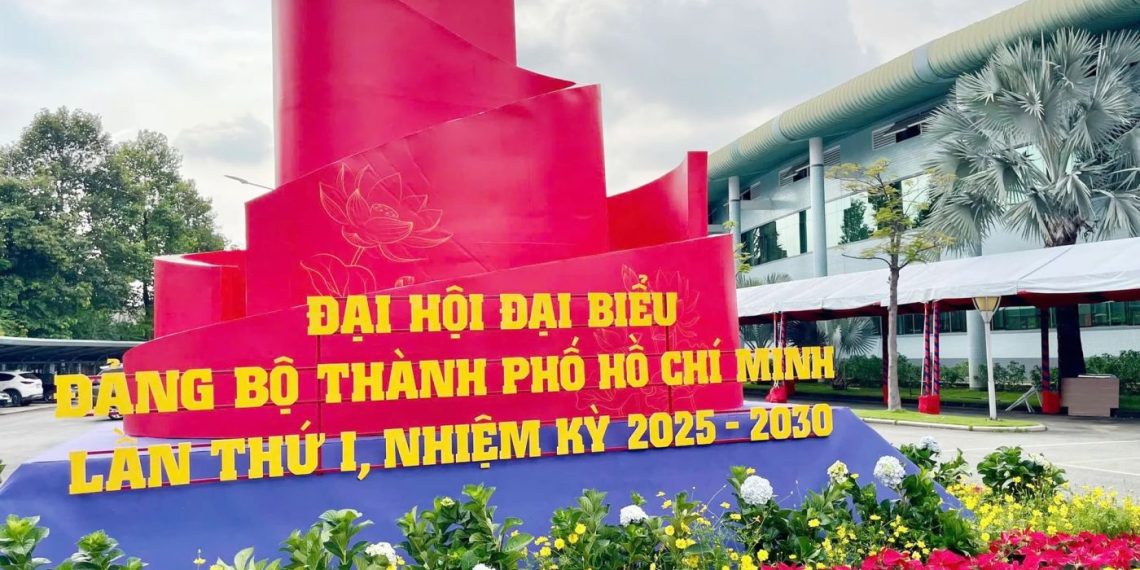 ĐẠI HỘI ĐẠI BIỂU
ĐẢNG BỘ THÀNH PHỐ HỒ CHÍ MINH
LẦN THỨ I, NHIỆM KỲ 2025 - 2030